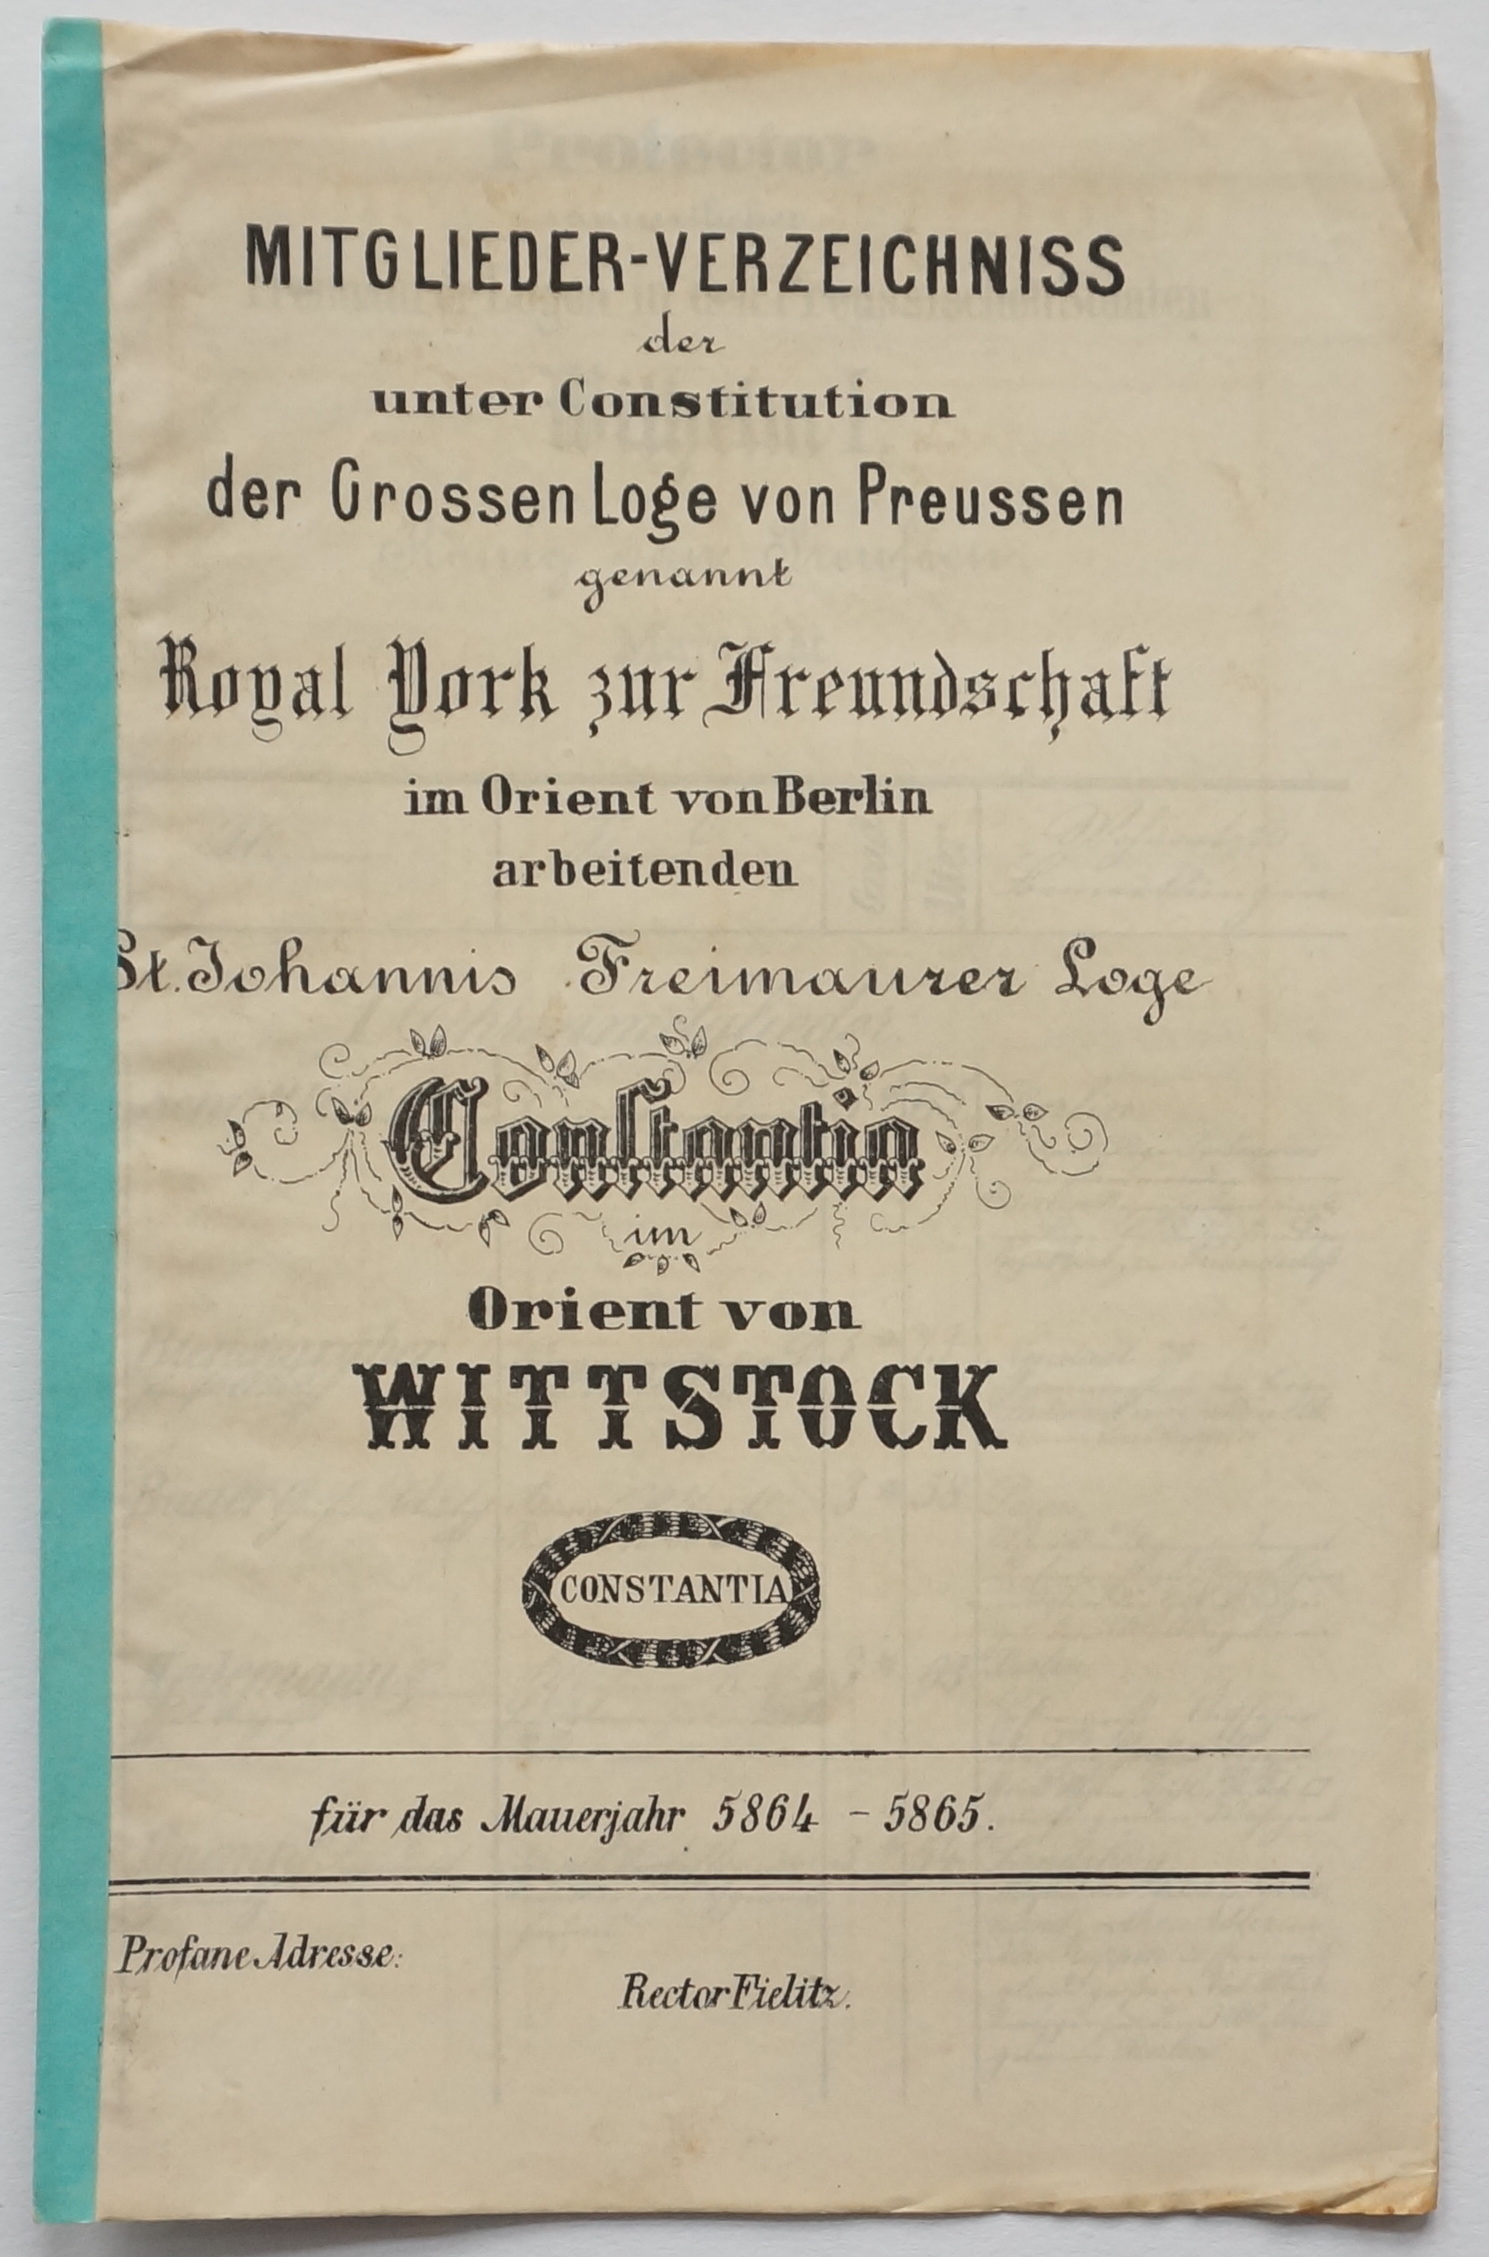 MITGLIEDER-VERZEICHNISS
der
unter Constitution
der Grossen Loge von Preussen
genannt
Royal York zur Freundschaft
im Orient von Berlin
arbeitenden
St. Johannis Freimaurer Loge
Constantia
im
Orient von
WITTSTOCK
CONSTANTIA
für das Mauerjahr 5864 - 5865.
Profane Adresse:
Rector Fielitz.